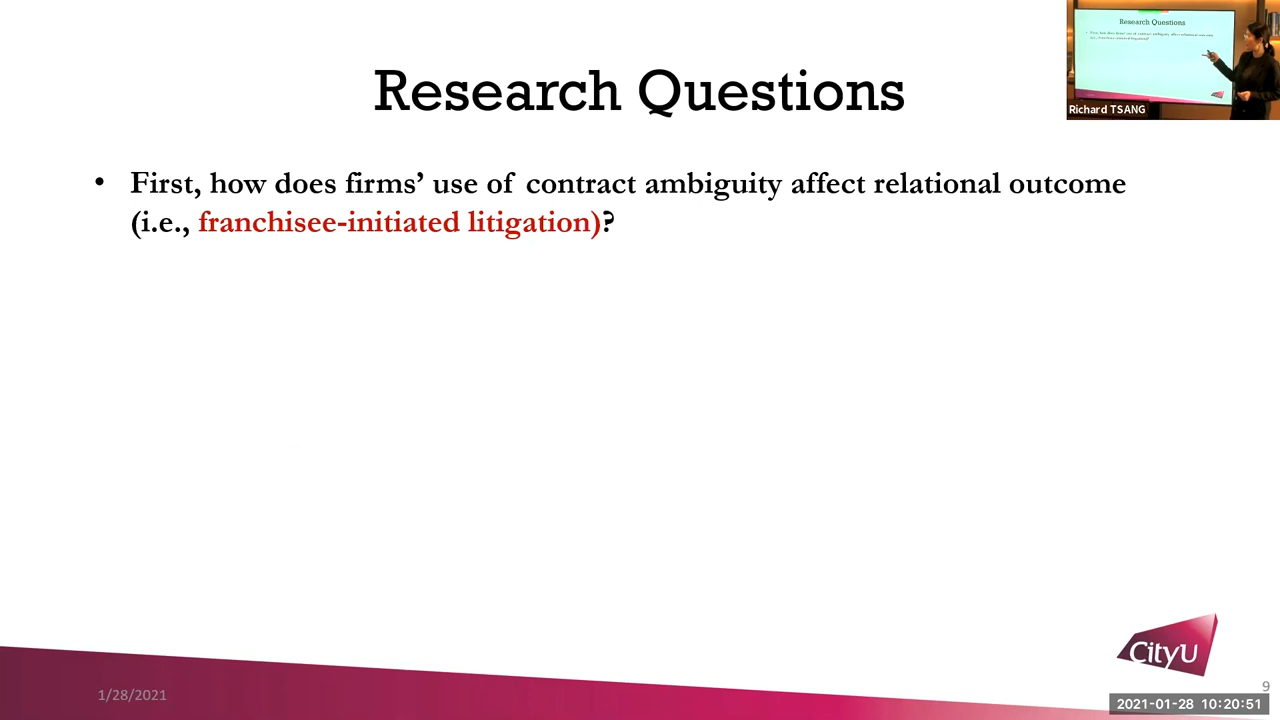 Research Questions
• First, how does firms’ use of contract ambiguity affect relational outcome
(i.e., franchisee-initiated litigation)?
Research Questions
Richard TSANG
CityU
1/28/2021
9
2021-01-28 10:20:51